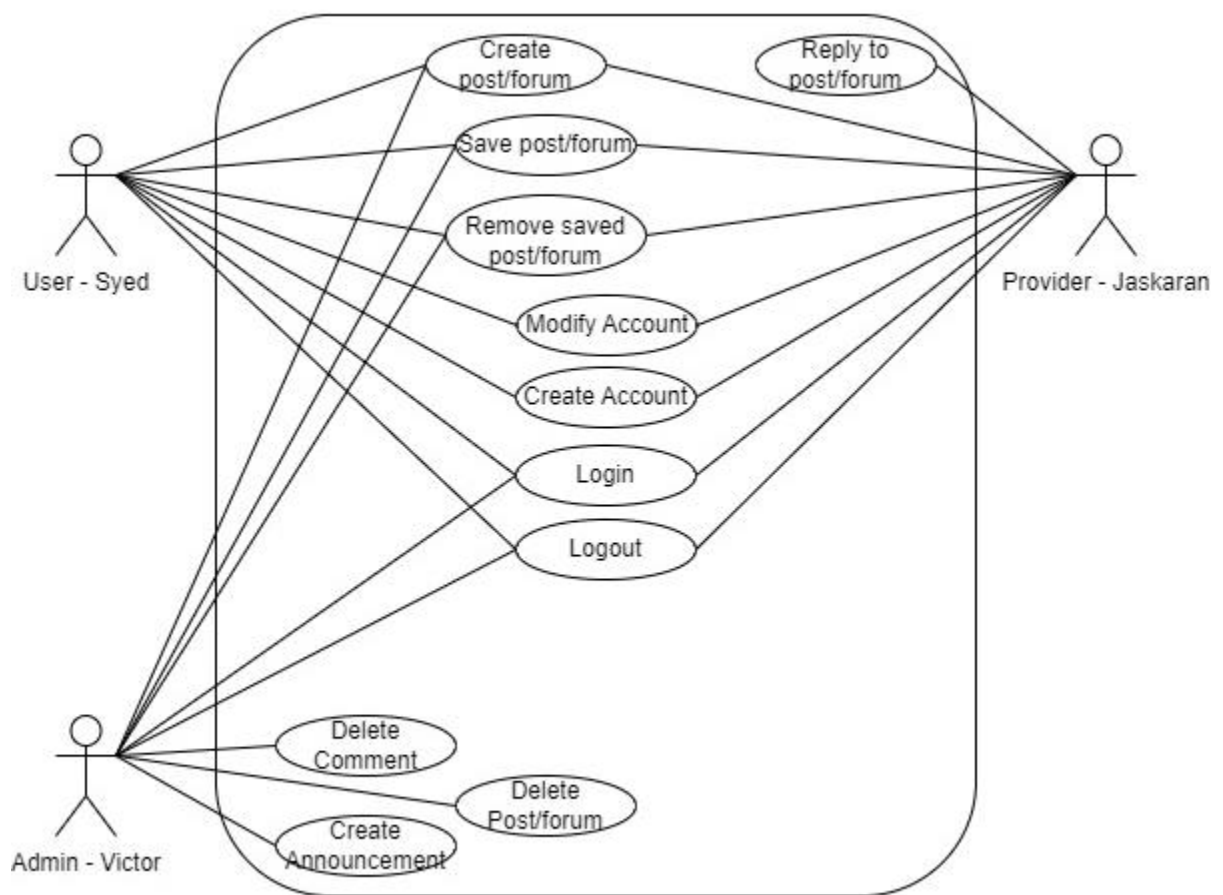 Create
post/forum
Reply to
post/forum
Save post/forum
Remove saved
post/forum
User - Syed
Provider - Jaskaran
Modify Account
Create Account
Login
Logout
Delete
Comment
Delete
Post/forum
Create
Announcement
Admin - Victor